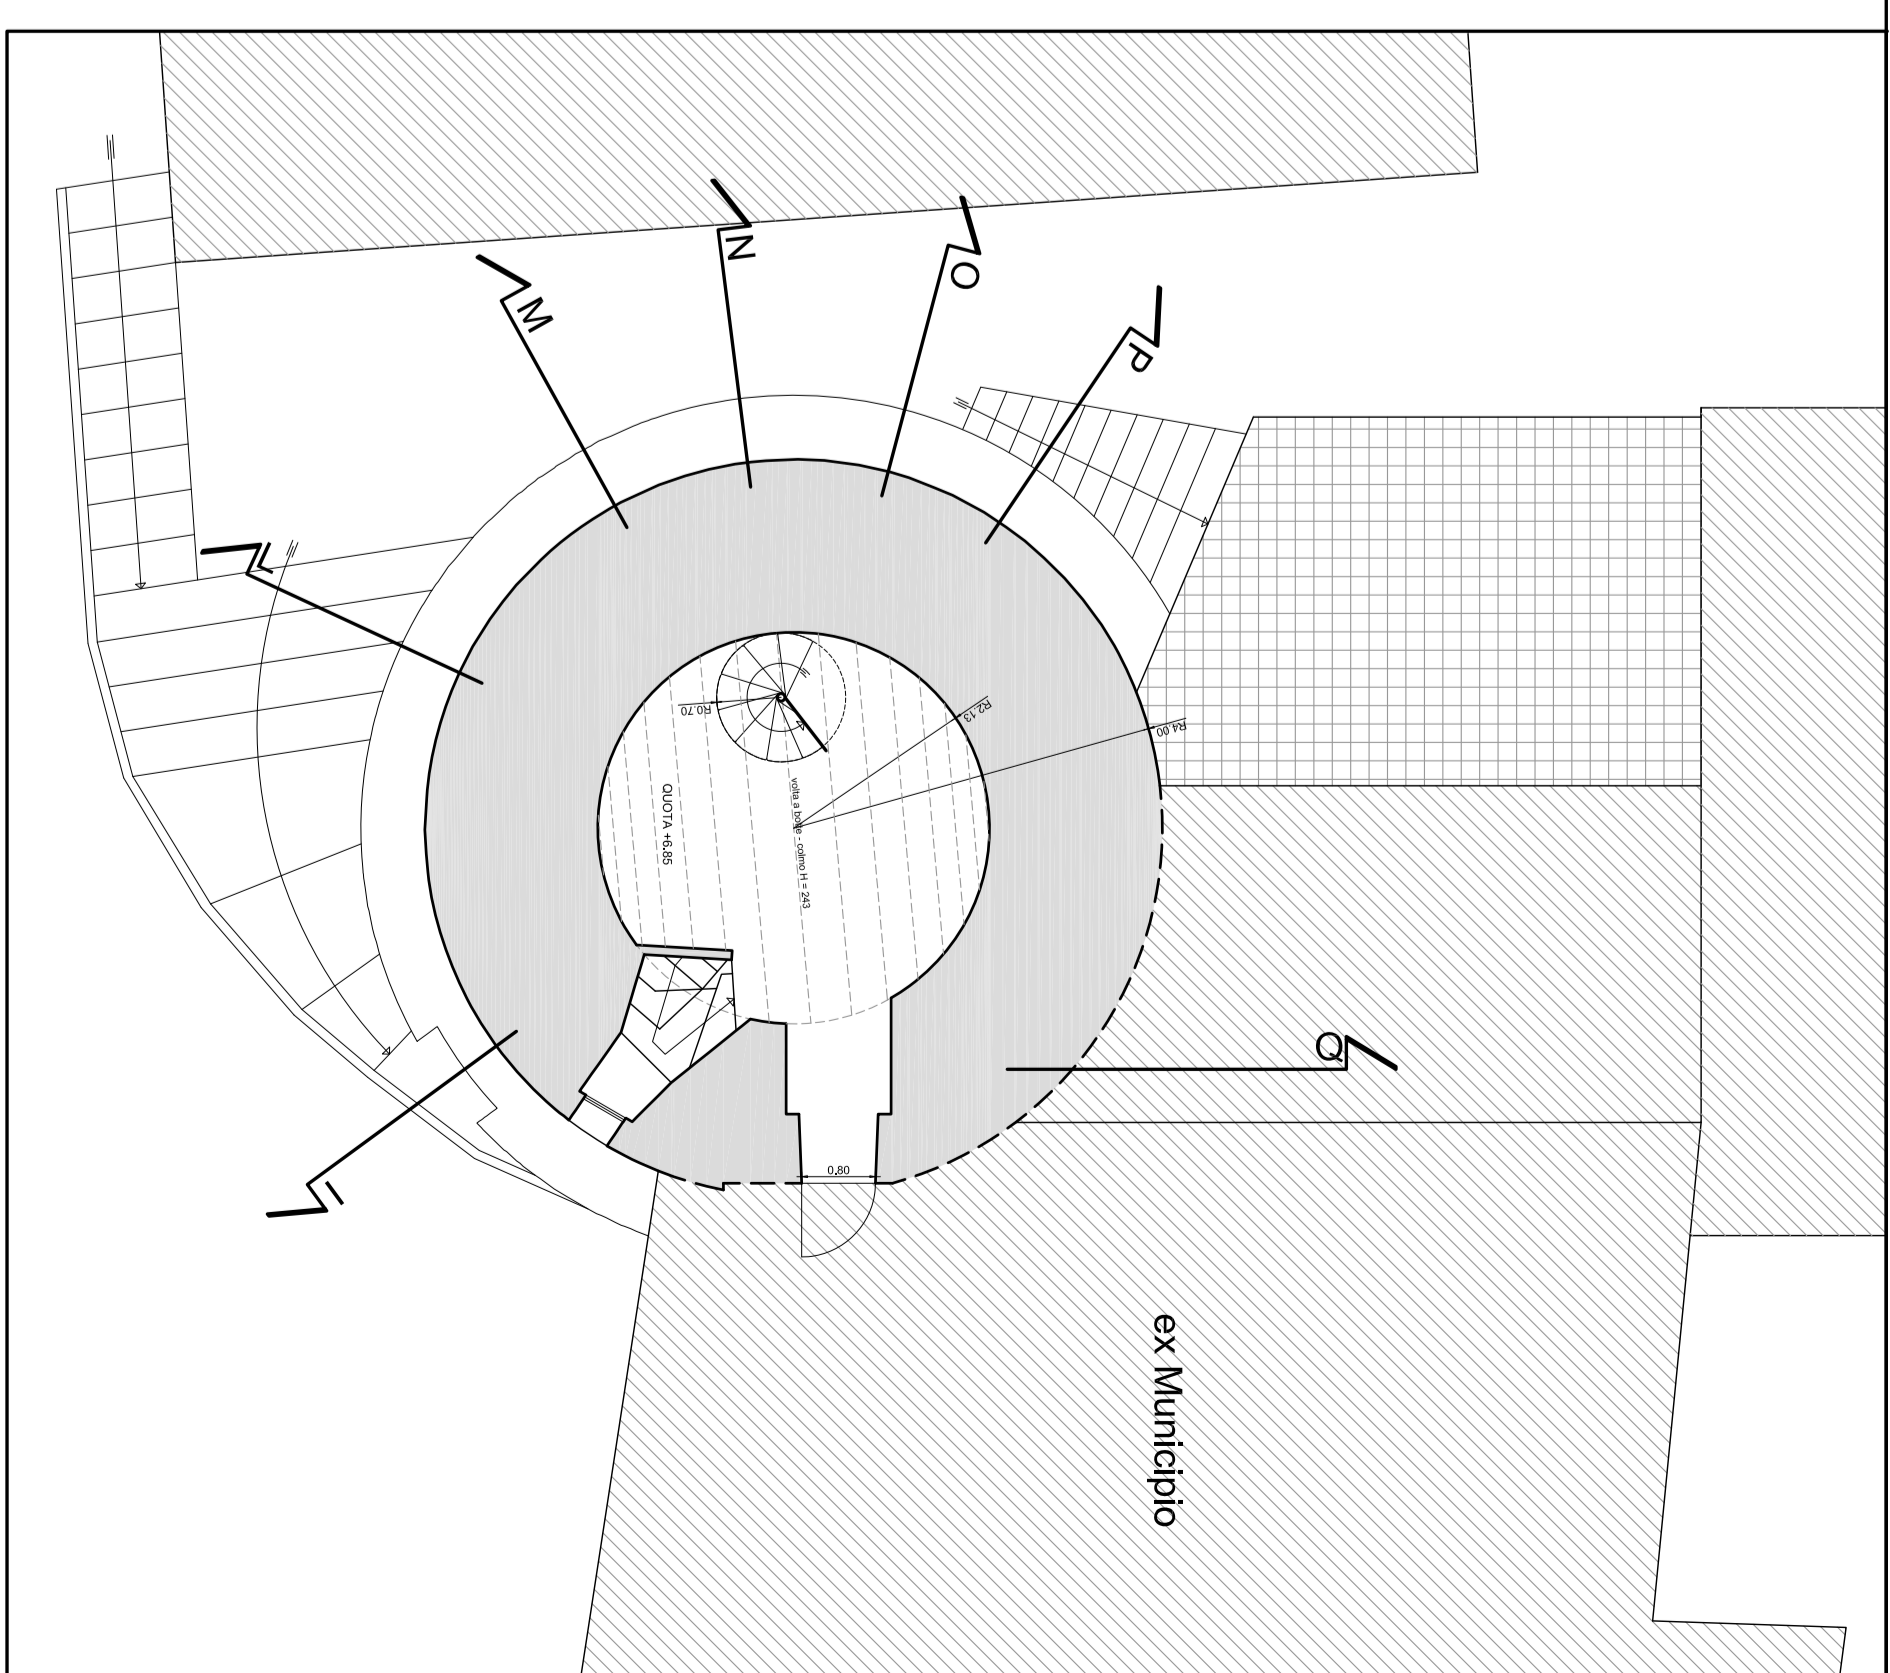 N
O
M
P
L
R0.70
R2.13
R4.00
QUOTA +6.85
volta a botte - colmo H = 243
Q
I
0.80
ex Municipio